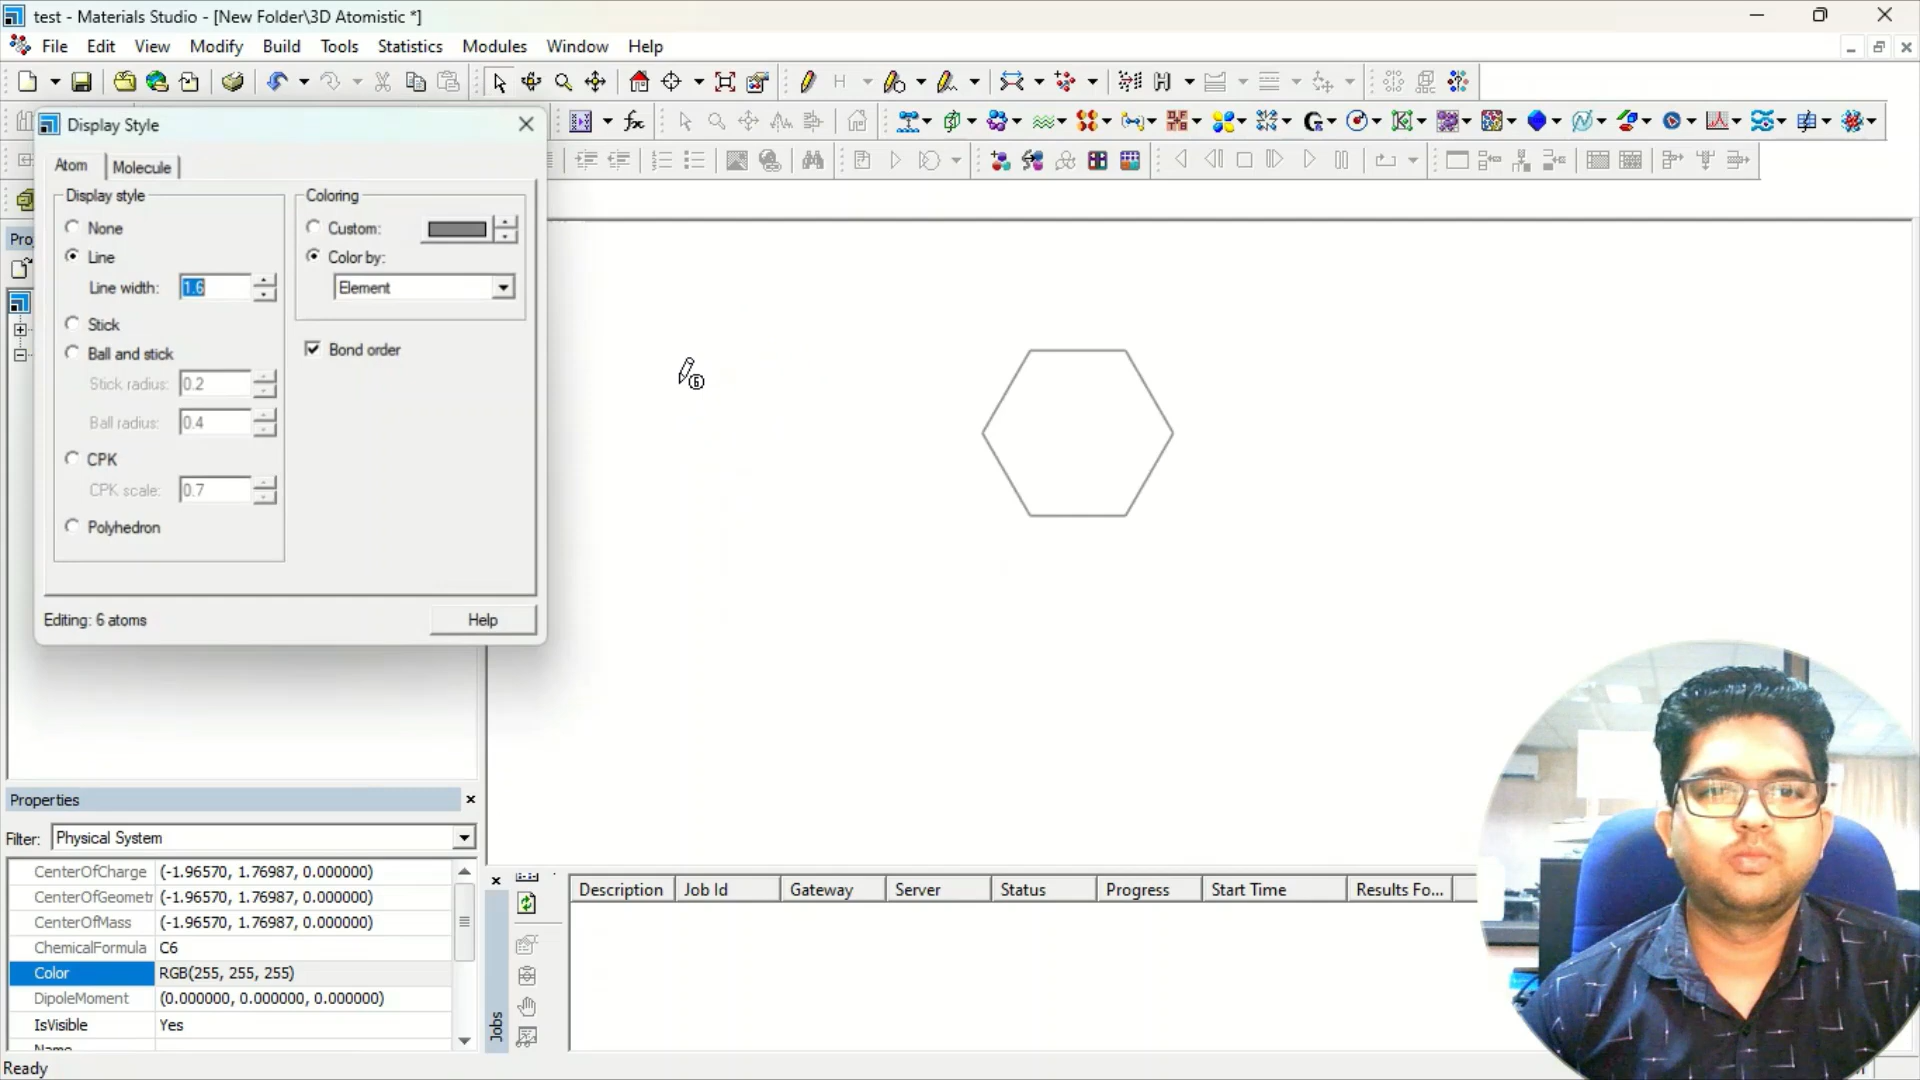 test - Materials Studio - [New Folder\3D Atomistic *]
File Edit View Modify Build Tools Statistics Modules Window Help
Display Style
Atom Molecule
Display style
None
Line
Line width: 1.6
Stick
Ball and stick
Stick radius: 0.2
Ball radius: 0.4
CPK
CPK scale: 0.7
Polyhedron
Coloring
Custom:
Color by:
Element
Bond order
Editing: 6 atoms
Help
Properties
Filter: Physical System
CenterOfCharge (-1.96570, 1.76987, 0.000000)
CenterOfGeometr (-1.96570, 1.76987, 0.000000)
CenterOfMass (-1.96570, 1.76987, 0.000000)
ChemicalFormula C6
Color RGB(255, 255, 255)
DipoleMoment (0.000000, 0.000000, 0.000000)
IsVisible Yes
Jobs
Description Job Id Gateway Server Status Progress Start Time Results Fo...
Ready